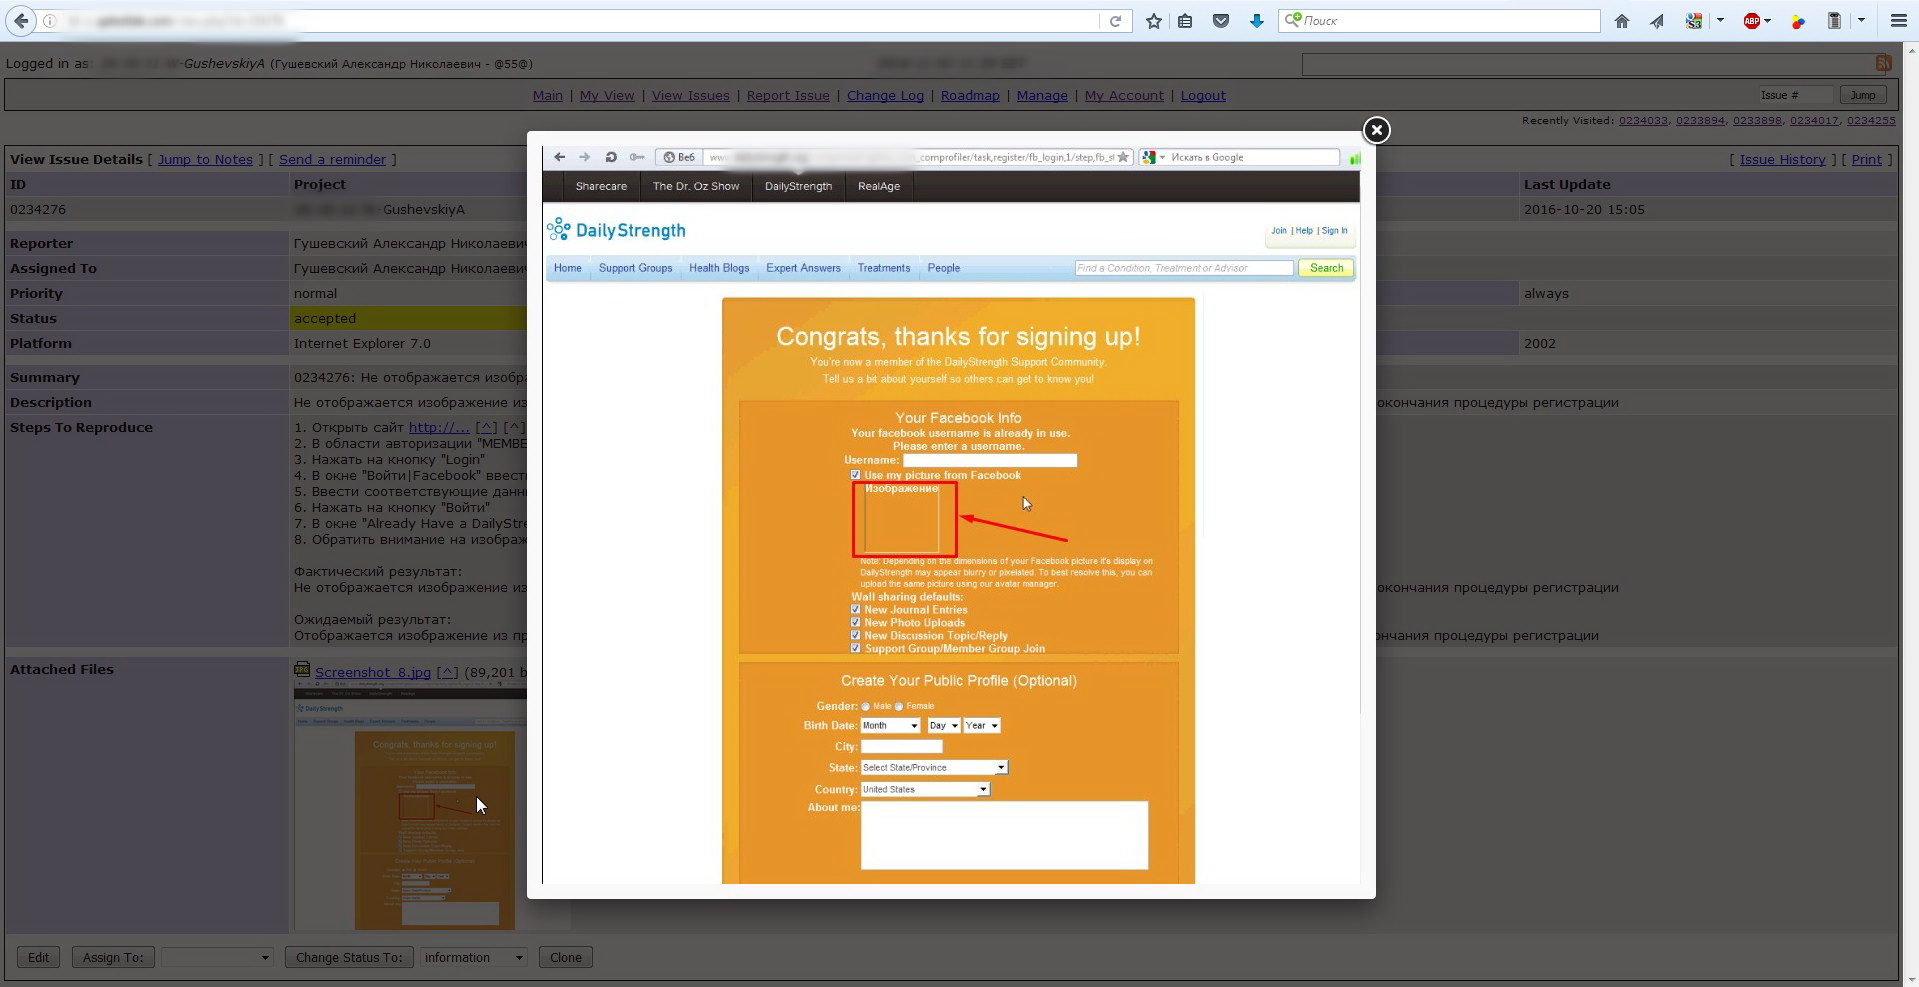 Поиск
Logged in as:
-GushevskiyA (Гушевский Александр Николаевич - @55@)
Main | My View | View Issues | Report Issue | Change Log | Roadmap | Manage | My Account | Logout
Issue #
Jump
Recently Visited: 0234033, 0233894, 0233898, 0234017, 0234255
View Issue Details [ Jump to Notes ] [ Send a reminder ]
[ Issue History ] [ Print ]
ID
Project
Last Update
0234276
-GushevskiyA
2016-10-20 15:05
Reporter
Гушевский Александр Николаевич
Assigned To
Гушевский Александр Николаевич
Priority
normal
always
Status
accepted
Platform
Internet Explorer 7.0
2002
Summary
0234276: Не отображается изобра
Description
Не отображается изображение из
окончания процедуры регистрации
Steps To Reproduce
1. Открыть сайт http://... [^] [^]
2. В области авторизации "MEMBE
3. Нажать на кнопку "Login"
4. В окне "Войти|Facebook" ввест
5. Ввести соответствующие данн
6. Нажать на кнопку "Войти"
7. В окне "Already Have a DailyStre
8. Обратить внимание на изображ
Фактический результат:
Не отображается изображение из
окончания процедуры регистрации
Ожидаемый результат:
Отображается изображение из пр
кончания процедуры регистрации
Attached Files
Screenshot_8.jpg [^] (89,201 b
Edit
Assign To:
Change Status To:
information
Clone
Веб
www.
_comprofiler/task,register/fb_login,1/step,fb_st
Искать в Google
Sharecare
The Dr. Oz Show
DailyStrength
RealAge
DailyStrength
Join | Help | Sign In
Home
Support Groups
Health Blogs
Expert Answers
Treatments
People
Find a Condition, Treatment or Advisor
Search
Congrats, thanks for signing up!
You're now a member of the DailyStrength Support Community.
Tell us a bit about yourself so others can get to know you!
Your Facebook Info
Your facebook username is already in use.
Please enter a username.
Username:
Use my picture from Facebook
Изображение
Note: Depending on the dimensions of your Facebook picture it's display on
DailyStrength may appear blurry or pixelated. To best resolve this, you can
upload the same picture using our avatar manager.
Wall sharing defaults:
New Journal Entries
New Photo Uploads
New Discussion Topic/Reply
Support Group/Member Group Join
Create Your Public Profile (Optional)
Gender: Male Female
Birth Date: Month Day Year
City:
State: Select State/Province
Country: United States
About me: